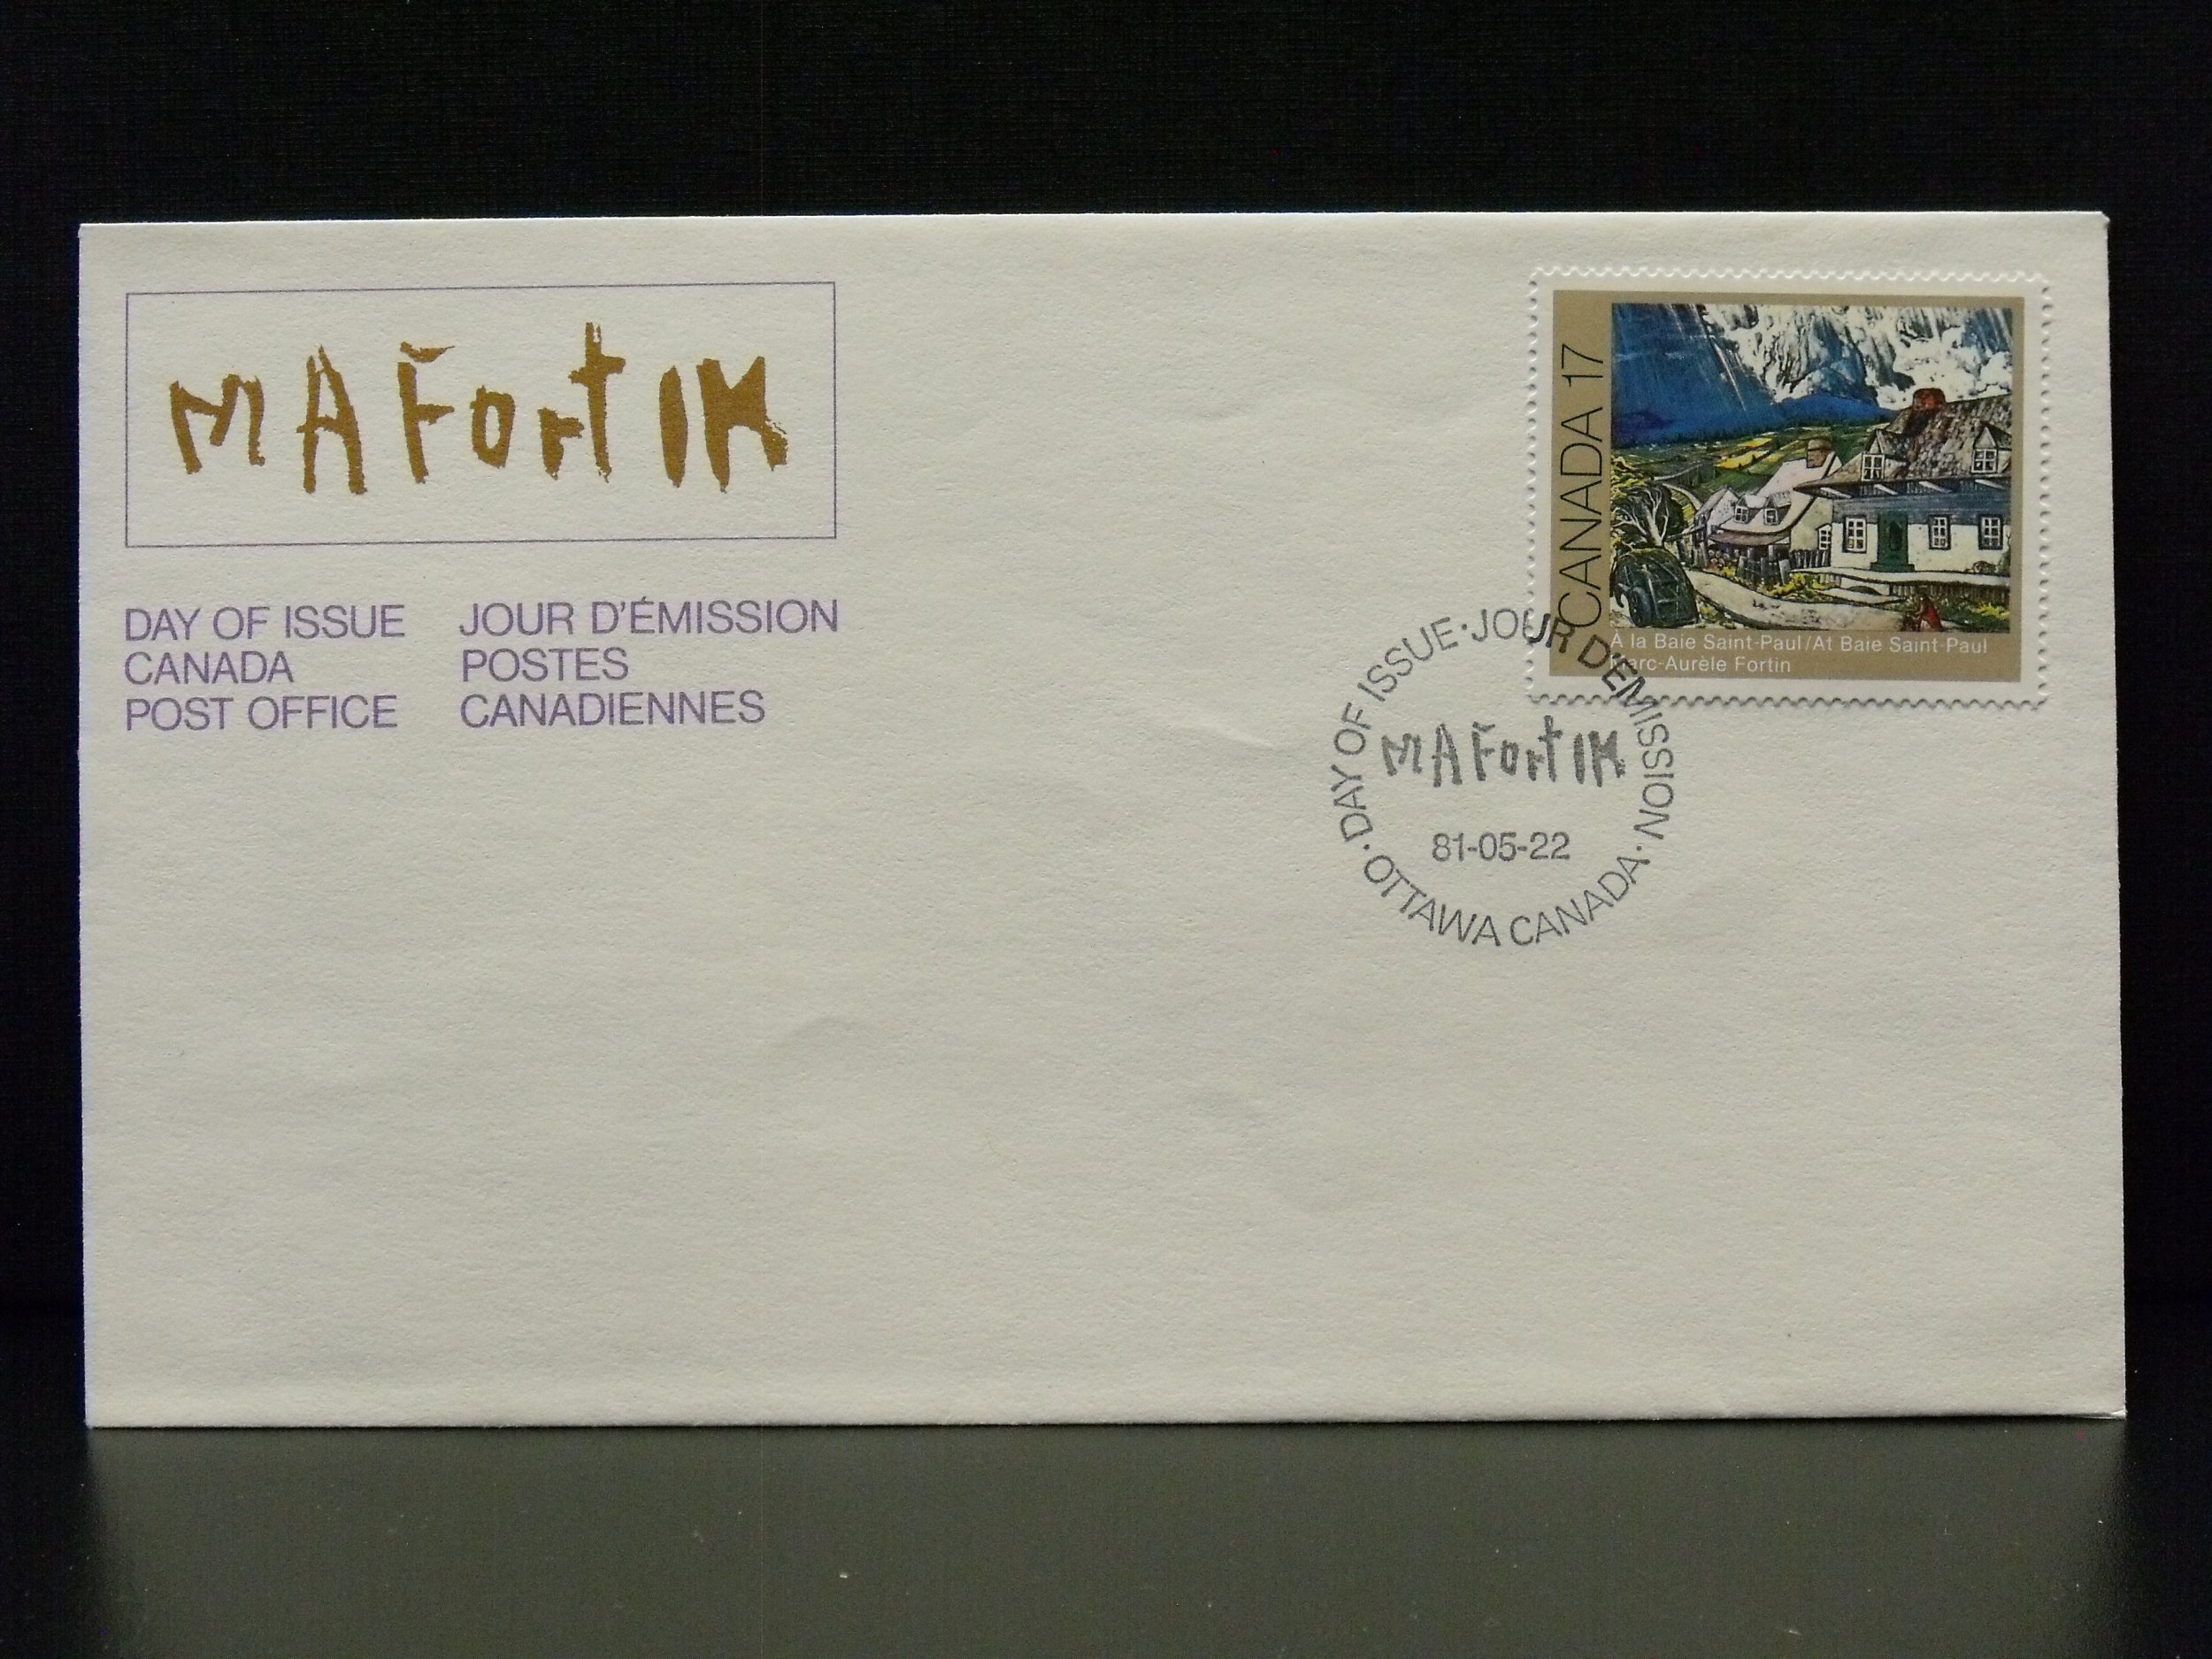 MAFortin
DAY OF ISSUE
CANADA
POST OFFICE
JOUR D'ÉMISSION
POSTES
CANADIENNES
CANADA 17
À la Baie Saint-Paul/At Baie Saint-Paul
Marc-Aurèle Fortin
DAY OF ISSUE·JOUR D'ÉMISSION·
MAFortin
81-05-22
·OTTAWA CANADA·